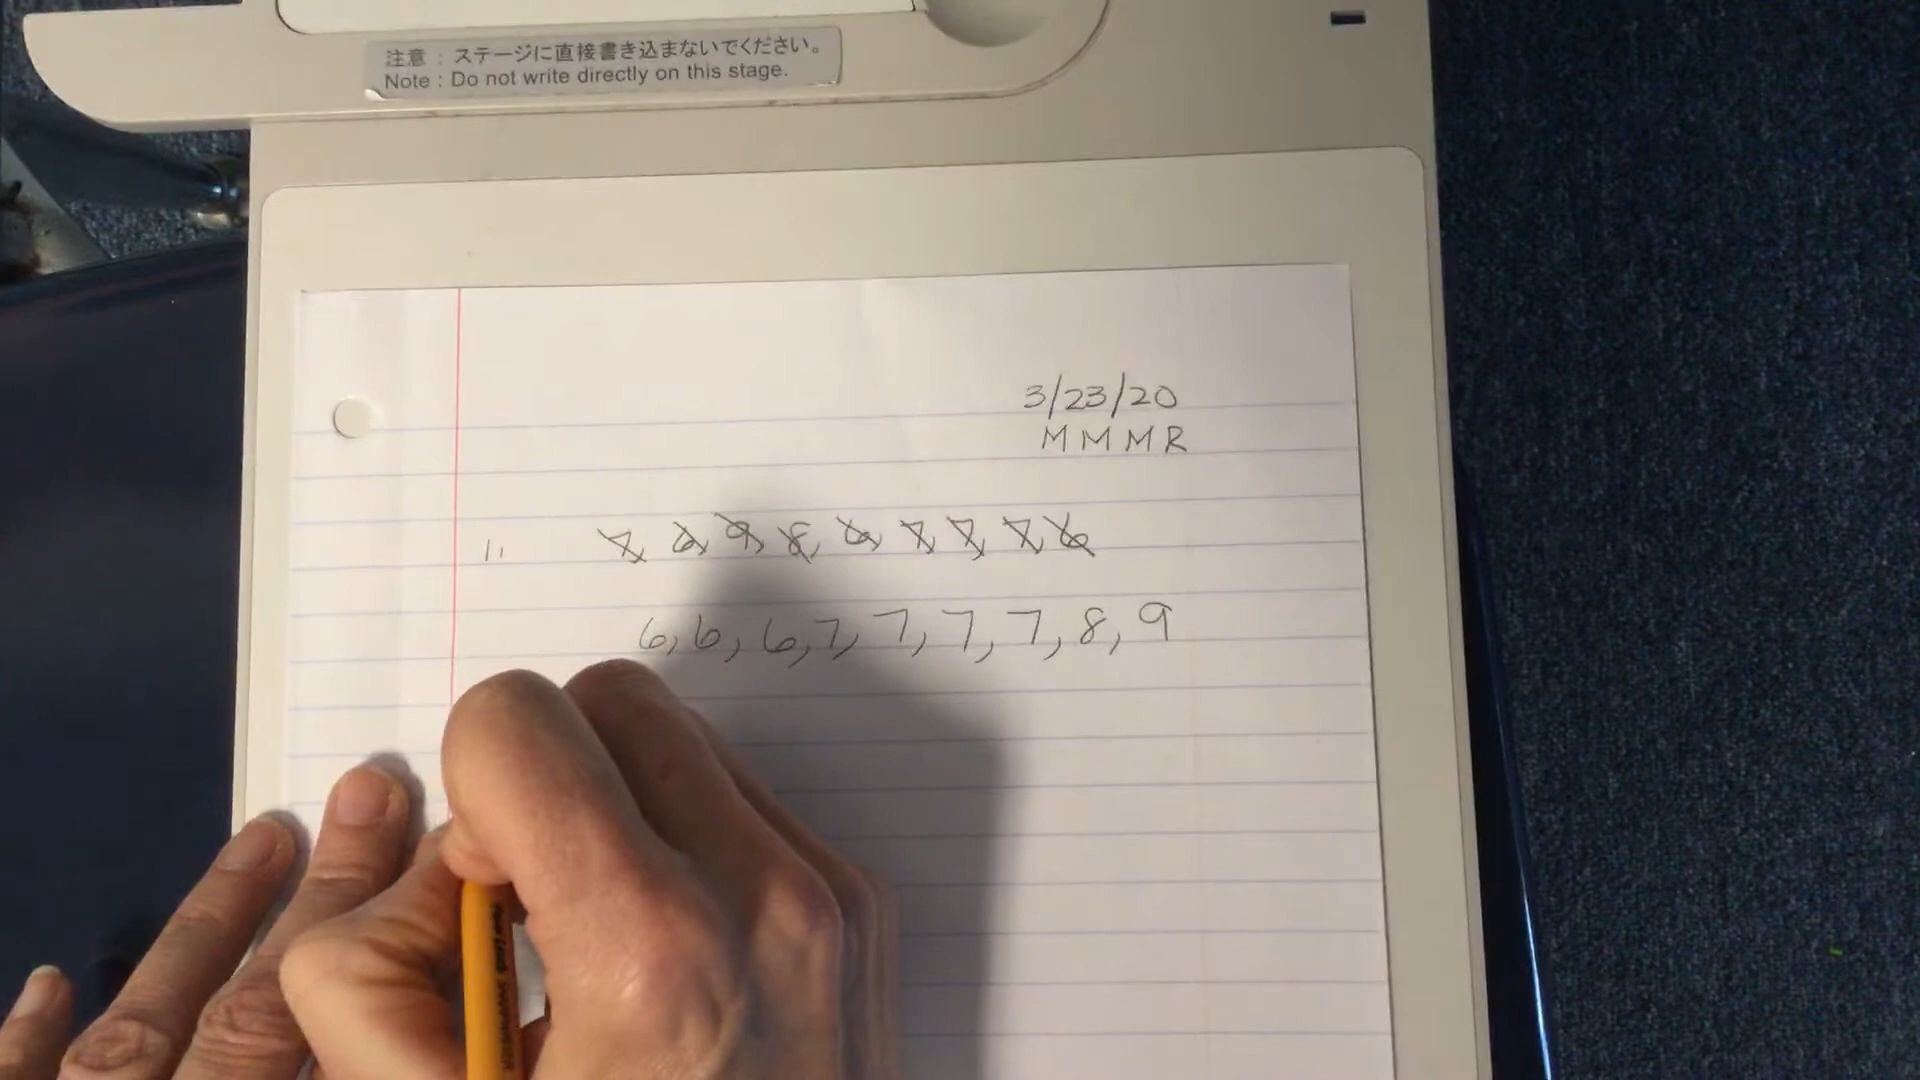 注意 : ステージに直接書き込まないでください。
Note : Do not write directly on this stage.
3/23/20
M M M R
1. 7, 6, 9, 8, 6, 7, 7, 7, 6
6, 6, 6, 7, 7, 7, 7, 8, 9